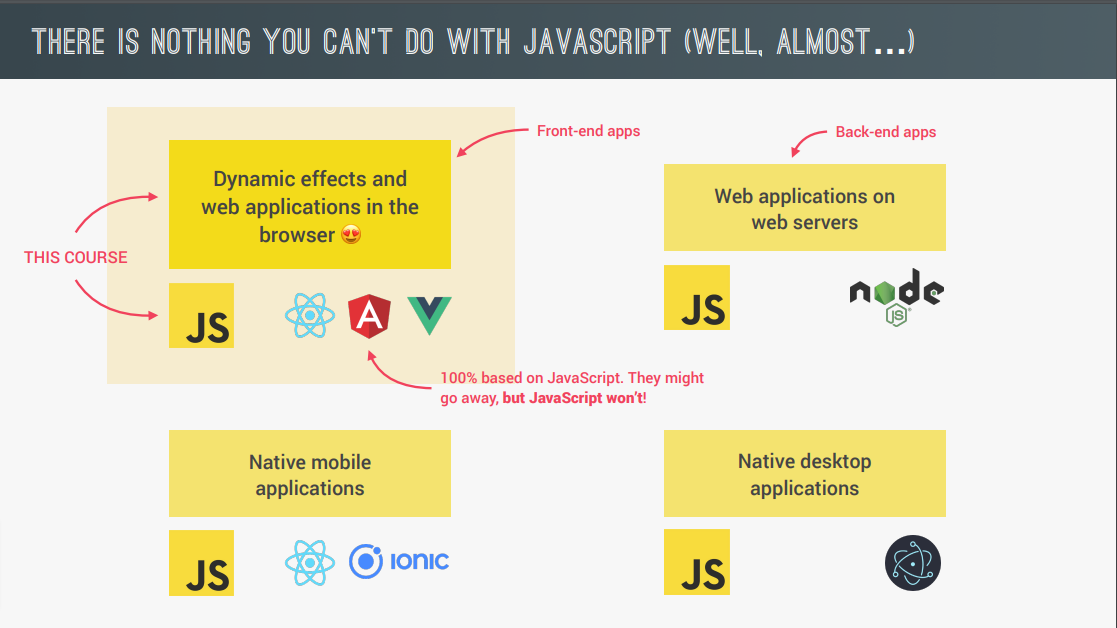 THERE IS NOTHING YOU CAN'T DO WITH JAVASCRIPT (WELL, ALMOST...)
Front-end apps
Back-end apps
Dynamic effects and
web applications in the
browser 😍
Web applications on
web servers
THIS COURSE
JS
A
JS
node
JS
100% based on JavaScript. They might
go away, but JavaScript won't!
Native mobile
applications
Native desktop
applications
JS
IONIC
JS